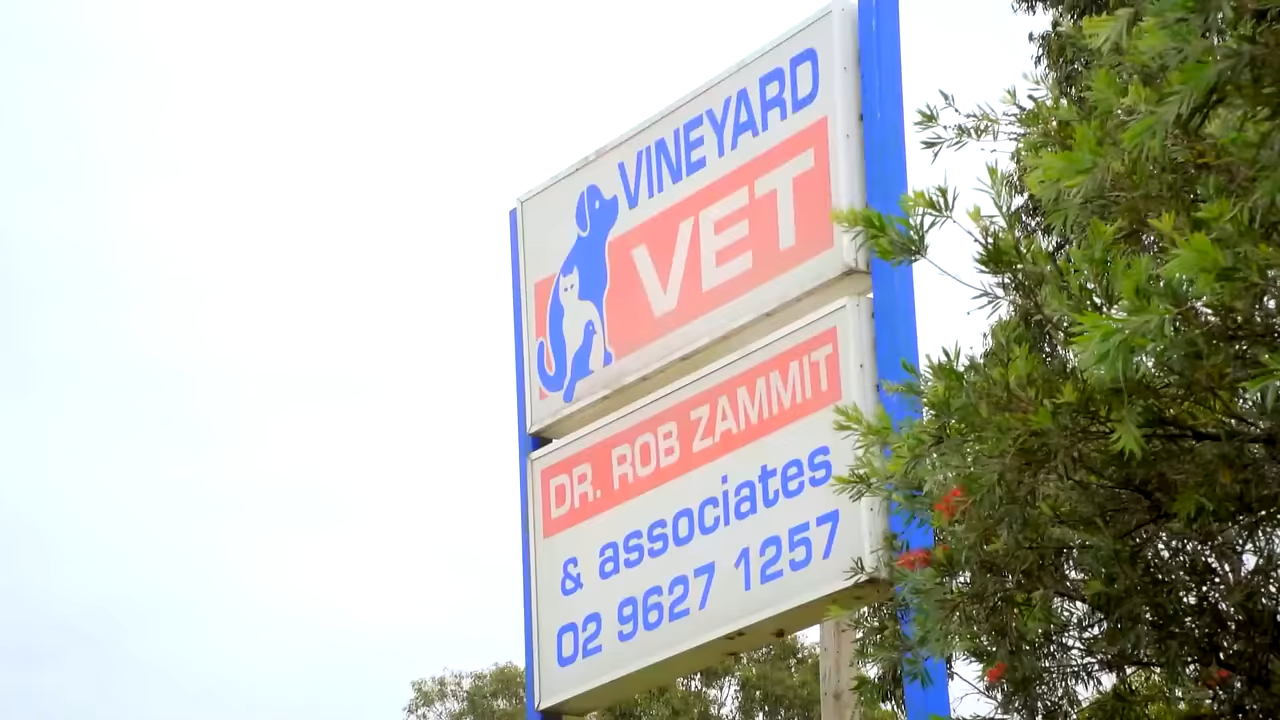 VINEYARD
VET
DR. ROB ZAMMIT
& associates
02 9627 1257